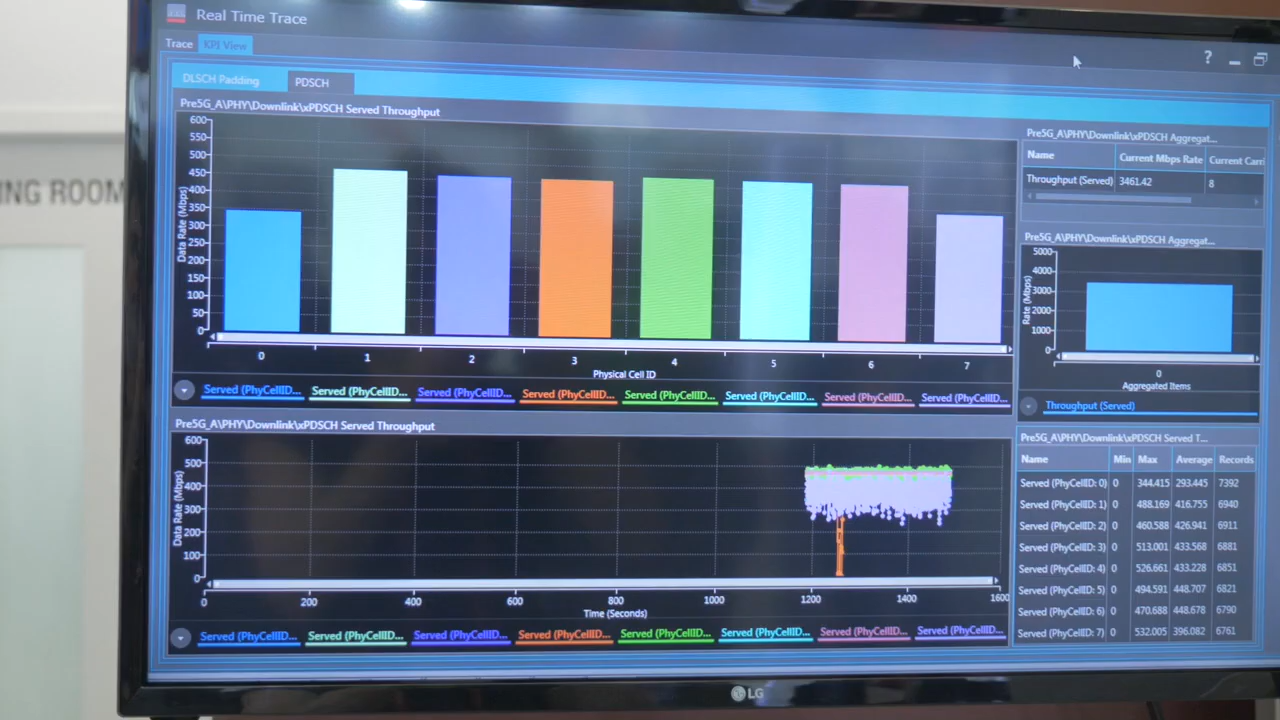 Real Time Trace
Trace KPI View
? 
DLSCH Padding PDSCH
Pre5G_A\PHY\Downlink\xPDSCH Served Throughput
600
550
500
450
400
350
300
250
200
150
100
50
0
Data Rate (Mbps)
0 1 2 3 4 5 6 7
Physical Cell ID
Served (PhyCellID... Served (PhyCellID... Served (PhyCellID... Served (PhyCellID... Served (PhyCellID... Served (PhyCellID... Served (PhyCellID... Served (PhyCellID...
Pre5G_A\PHY\Downlink\xPDSCH Served Throughput
600
500
400
300
200
100
0
Data Rate (Mbps)
0 200 400 600 800 1000 1200 1400 1600
Time (Seconds)
Served (PhyCellID... Served (PhyCellID... Served (PhyCellID... Served (PhyCellID... Served (PhyCellID... Served (PhyCellID... Served (PhyCellID... Served (PhyCellID...
Pre5G_A\PHY\Downlink\xPDSCH Aggregat...
Name Current Mbps Rate Current Carri
Throughput (Served) 3461.42 8
Pre5G_A\PHY\Downlink\xPDSCH Aggregat...
5000
4000
3000
2000
1000
0
Rate (Mbps)
0
Aggregated Items
Throughput (Served)
Pre5G_A\PHY\Downlink\xPDSCH Served T...
Name Min Max Average Records
Served (PhyCellID: 0) 0 344.415 293.445 7392
Served (PhyCellID: 1) 0 488.169 416.755 6940
Served (PhyCellID: 2) 0 460.588 426.941 6911
Served (PhyCellID: 3) 0 513.001 433.568 6881
Served (PhyCellID: 4) 0 526.661 433.228 6851
Served (PhyCellID: 5) 0 494.591 448.707 6821
Served (PhyCellID: 6) 0 470.688 448.678 6790
Served (PhyCellID: 7) 0 532.005 396.082 6761
LG
ING ROOM